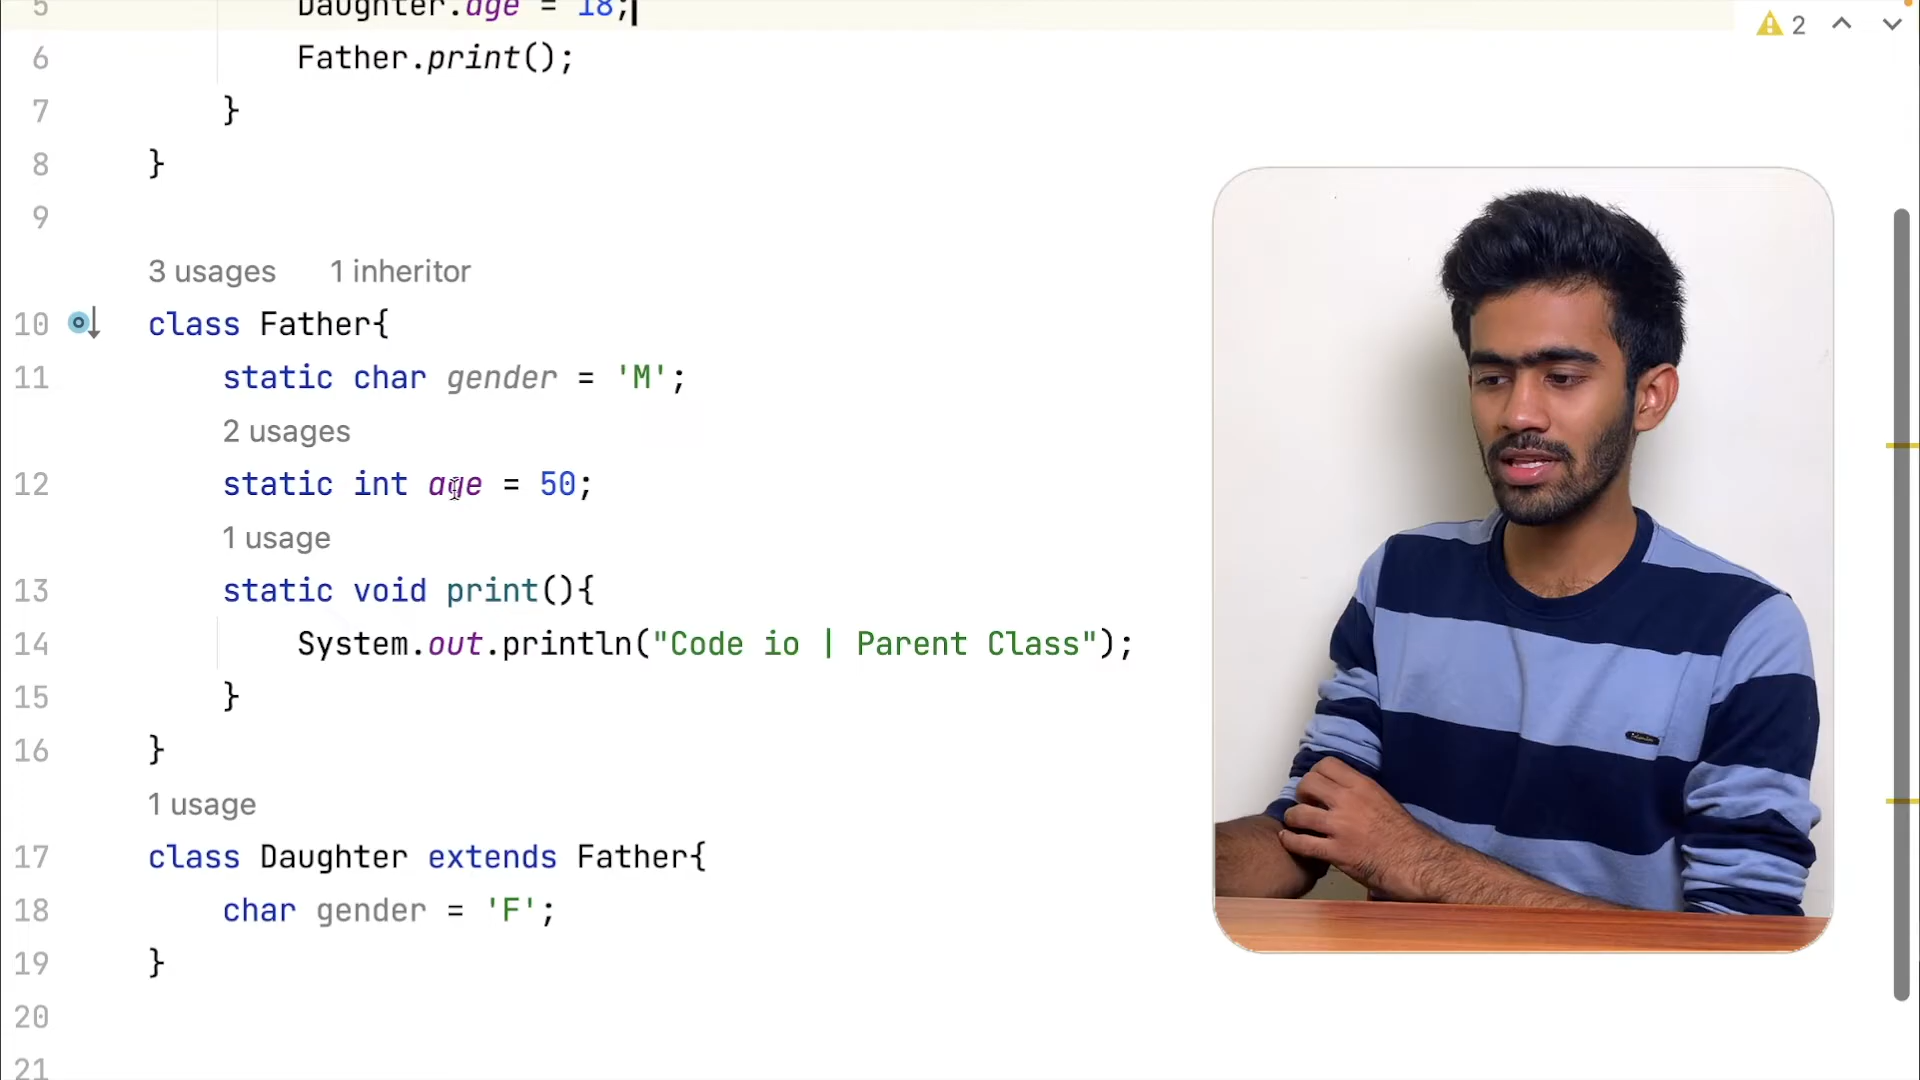 5 Daughter.age = 18;
2
6 Father.print();
7 }
8 }
9
3 usages 1 inheritor
10 class Father{
11 static char gender = 'M';
2 usages
12 static int age = 50;
1 usage
13 static void print(){
14 System.out.println("Code io | Parent Class");
15 }
16 }
1 usage
17 class Daughter extends Father{
18 char gender = 'F';
19 }
20
21